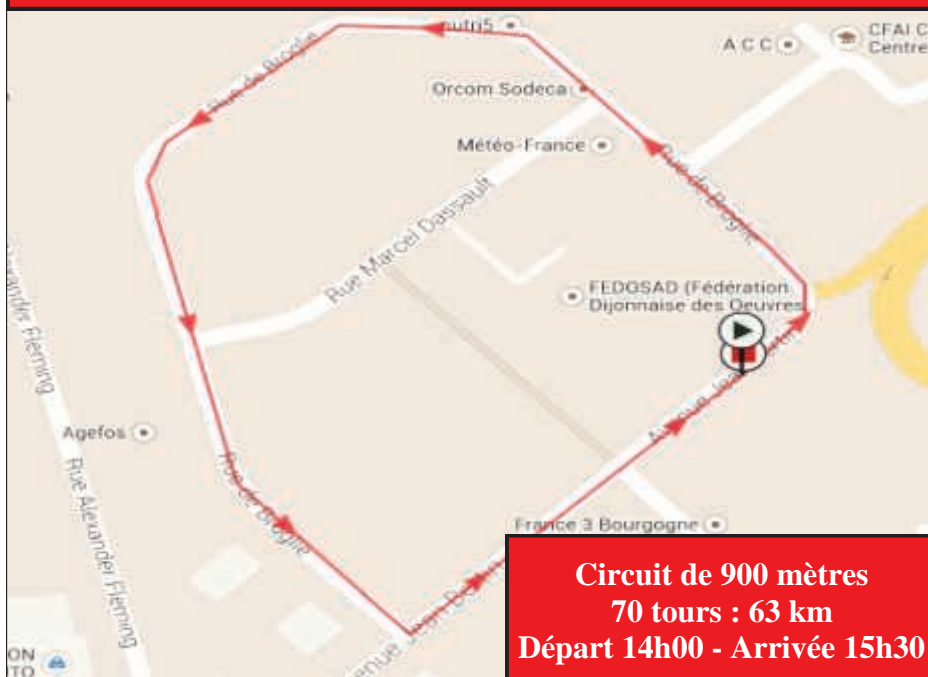 nutri5
A C C
CFAI C
Centre
Orcom Sodeca
Rue de Broglie
Météo-France
Rue de Broglie
Rue Marcel Dassault
FEDOSAD (Fédération
Dijonnaise des Oeuvres
Alexander Fleming
Agefos
Rue de Broglie
Rue Alexander Fleming
France 3 Bourgogne
Circuit de 900 mètres
70 tours : 63 km
Départ 14h00 - Arrivée 15h30
ON
TO